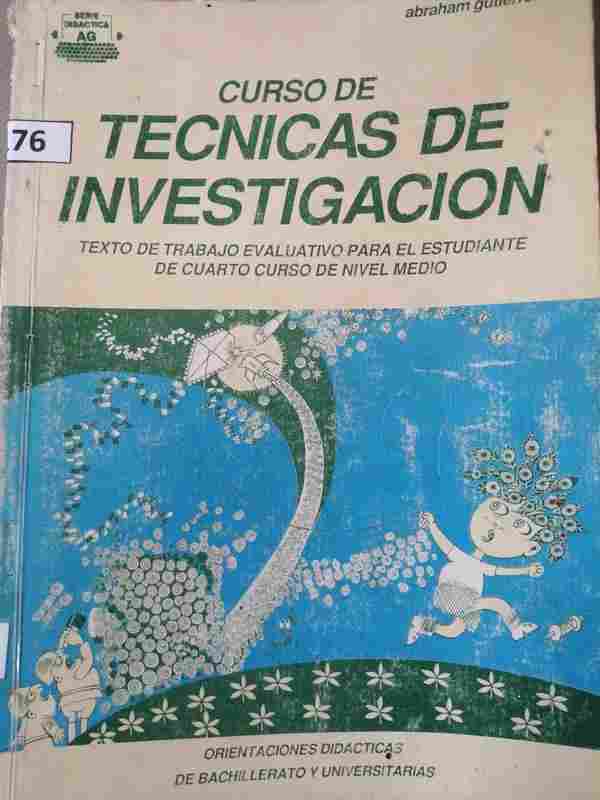 SERIE
DIDACTICA
AG
abraham
76
CURSO DE
TECNICAS DE
INVESTIGACION
TEXTO DE TRABAJO EVALUATIVO PARA EL ESTUDIANTE
DE CUARTO CURSO DE NIVEL MEDIO
ORIENTACIONES DIDACTICAS
DE BACHILLERATO Y UNIVERSITARIAS